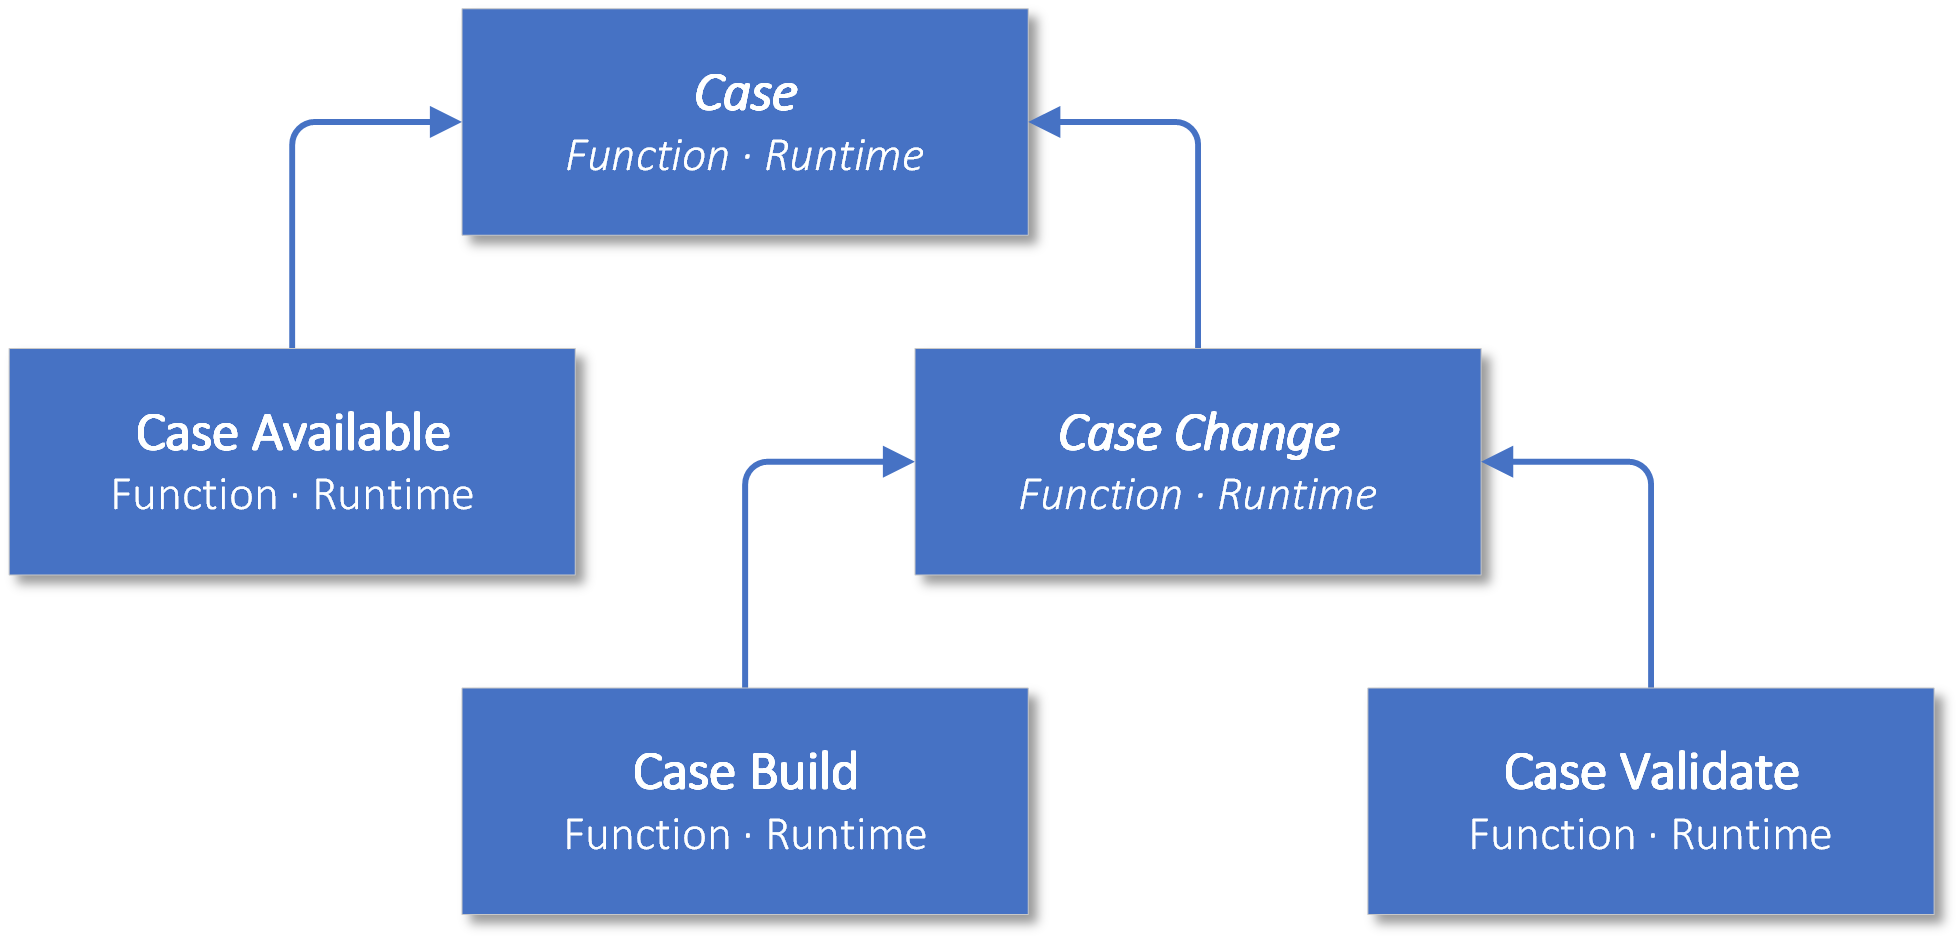 Case
Function · Runtime
Case Available
Function · Runtime
Case Change
Function · Runtime
Case Build
Function · Runtime
Case Validate
Function · Runtime